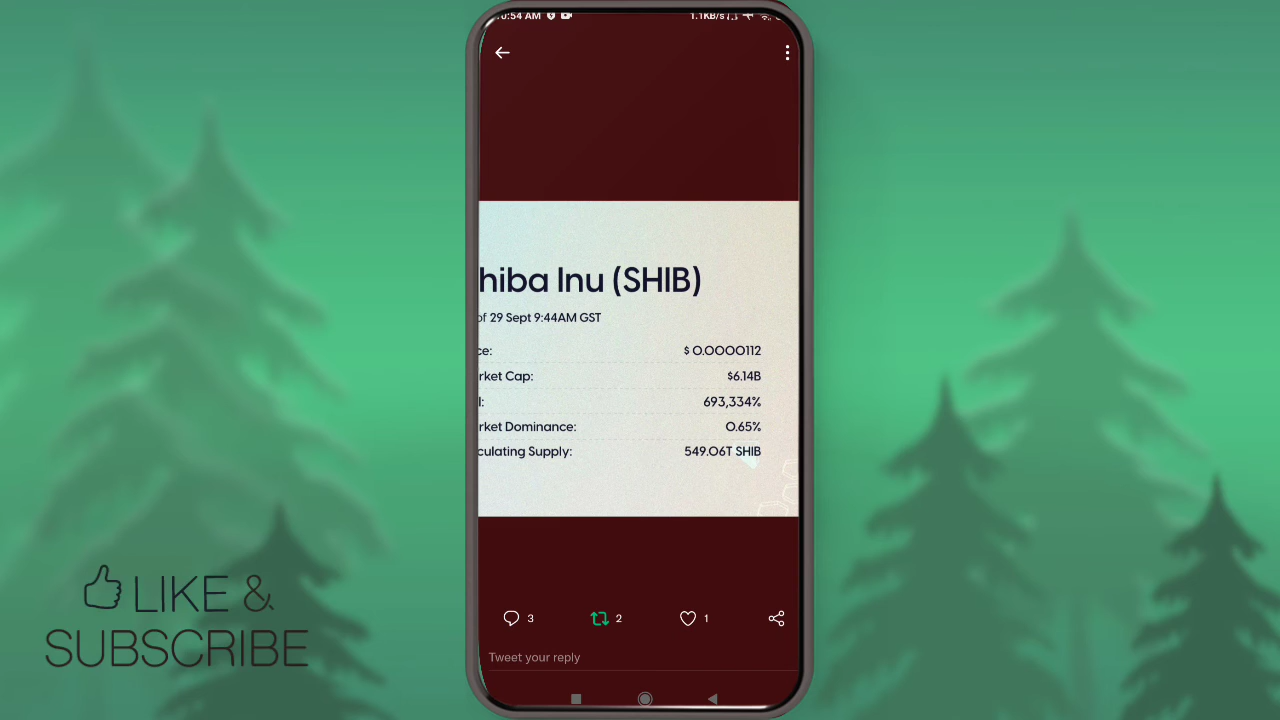 0:54 AM
1.1KB/s
hiba Inu (SHIB)
of 29 Sept 9:44AM GST
ce: $ 0.0000112
rket Cap: $6.14B
l: 693,334%
rket Dominance: 0.65%
culating Supply: 549.06T SHIB
3 2 1
Tweet your reply
LIKE &
SUBSCRIBE